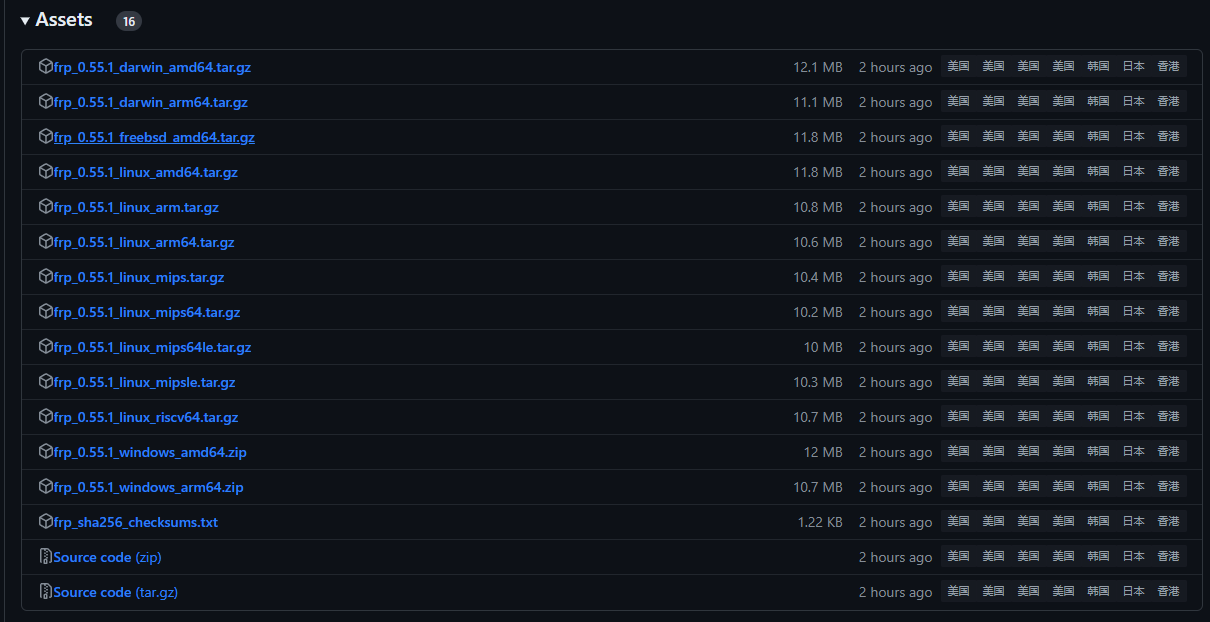 Assets 16
frp_0.55.1_darwin_amd64.tar.gz 12.1 MB 2 hours ago 美国 美国 美国 美国 韩国 日本 香港
frp_0.55.1_darwin_arm64.tar.gz 11.1 MB 2 hours ago 美国 美国 美国 美国 韩国 日本 香港
frp_0.55.1_freebsd_amd64.tar.gz 11.8 MB 2 hours ago 美国 美国 美国 美国 韩国 日本 香港
frp_0.55.1_linux_amd64.tar.gz 11.8 MB 2 hours ago 美国 美国 美国 美国 韩国 日本 香港
frp_0.55.1_linux_arm.tar.gz 10.8 MB 2 hours ago 美国 美国 美国 美国 韩国 日本 香港
frp_0.55.1_linux_arm64.tar.gz 10.6 MB 2 hours ago 美国 美国 美国 美国 韩国 日本 香港
frp_0.55.1_linux_mips.tar.gz 10.4 MB 2 hours ago 美国 美国 美国 美国 韩国 日本 香港
frp_0.55.1_linux_mips64.tar.gz 10.2 MB 2 hours ago 美国 美国 美国 美国 韩国 日本 香港
frp_0.55.1_linux_mips64le.tar.gz 10 MB 2 hours ago 美国 美国 美国 美国 韩国 日本 香港
frp_0.55.1_linux_mipsle.tar.gz 10.3 MB 2 hours ago 美国 美国 美国 美国 韩国 日本 香港
frp_0.55.1_linux_riscv64.tar.gz 10.7 MB 2 hours ago 美国 美国 美国 美国 韩国 日本 香港
frp_0.55.1_windows_amd64.zip 12 MB 2 hours ago 美国 美国 美国 美国 韩国 日本 香港
frp_0.55.1_windows_arm64.zip 10.7 MB 2 hours ago 美国 美国 美国 美国 韩国 日本 香港
frp_sha256_checksums.txt 1.22 KB 2 hours ago 美国 美国 美国 美国 韩国 日本 香港
Source code (zip) 2 hours ago 美国 美国 美国 美国 韩国 日本 香港
Source code (tar.gz) 2 hours ago 美国 美国 美国 美国 韩国 日本 香港